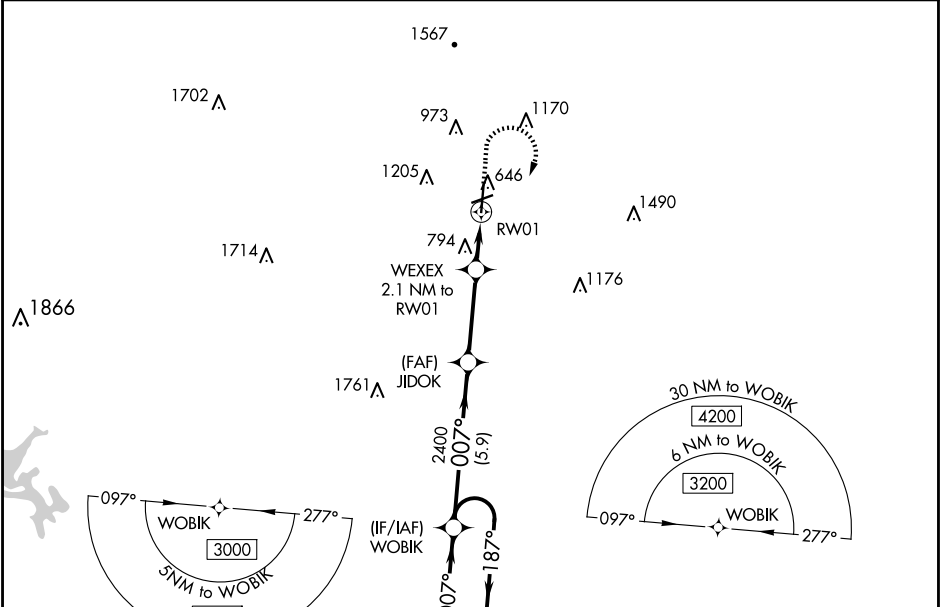 1567
1702
973
1170
1205
646
1490
RW01
794
1714
WEXEX
2.1 NM to
RW01
1176
1866
(FAF)
JIDOK
1761
30 NM to WOBIK
4200
6 NM to WOBIK
3200
2400
007°
(5.9)
097°
WOBIK
277°
3000
5NM to WOBIK
(IF/IAF)
WOBIK
187°
007°
097°
WOBIK
277°